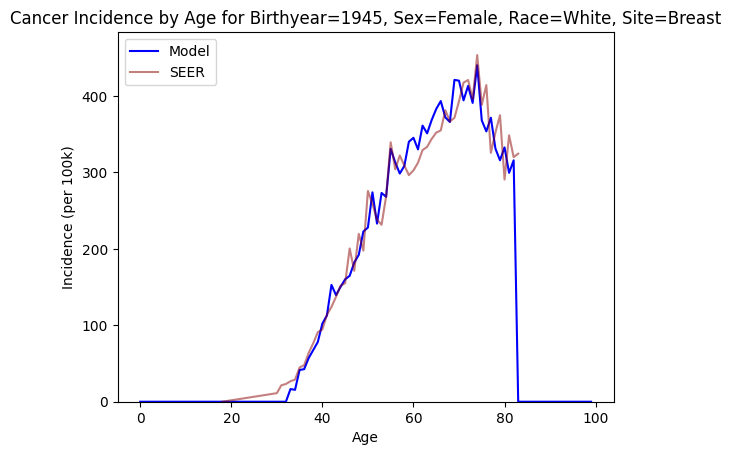 Cancer Incidence by Age for Birthyear=1945, Sex=Female, Race=White, Site=Breast
Model
SEER
400
300
200
100
0
Incidence (per 100k)
0 20 40 60 80 100
Age